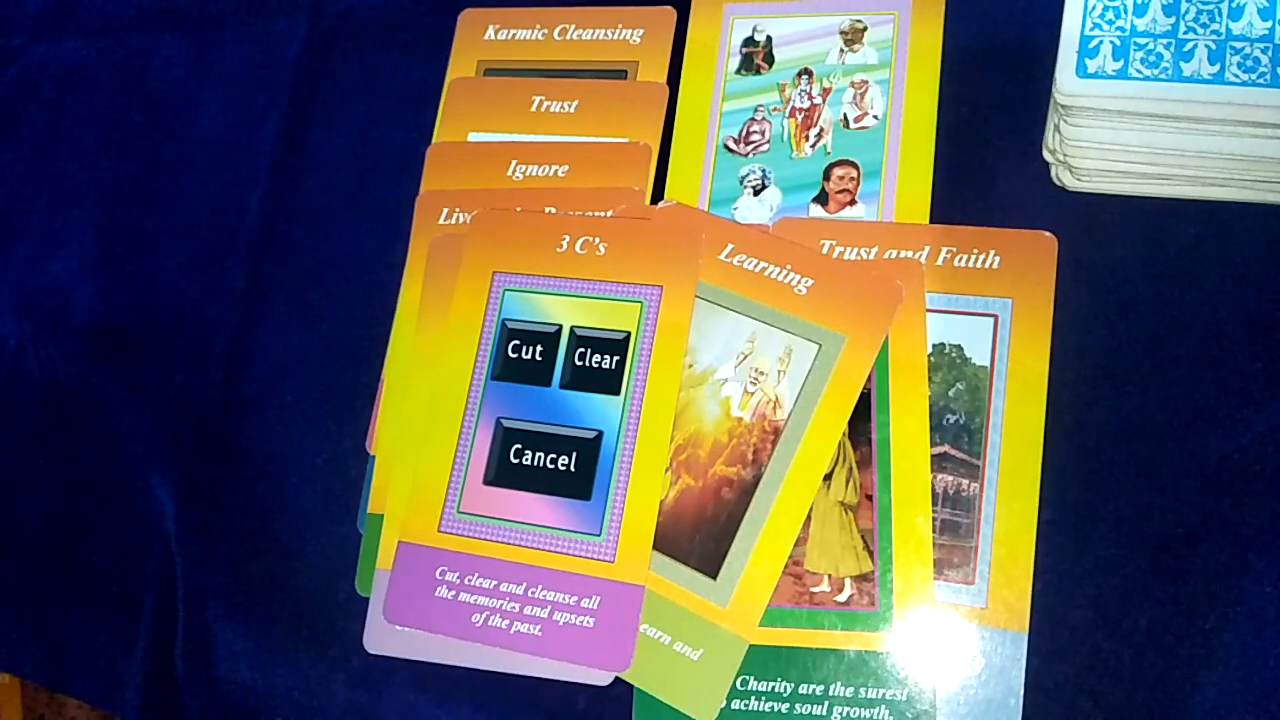 Karmic Cleansing
Trust
Ignore
Present
3 C's
Cut
Clear
Cancel
Cut, clear and cleanse all
the memories and upsets
of the past.
Learning
earn and
Trust and Faith
Charity are the surest
achieve soul growth,